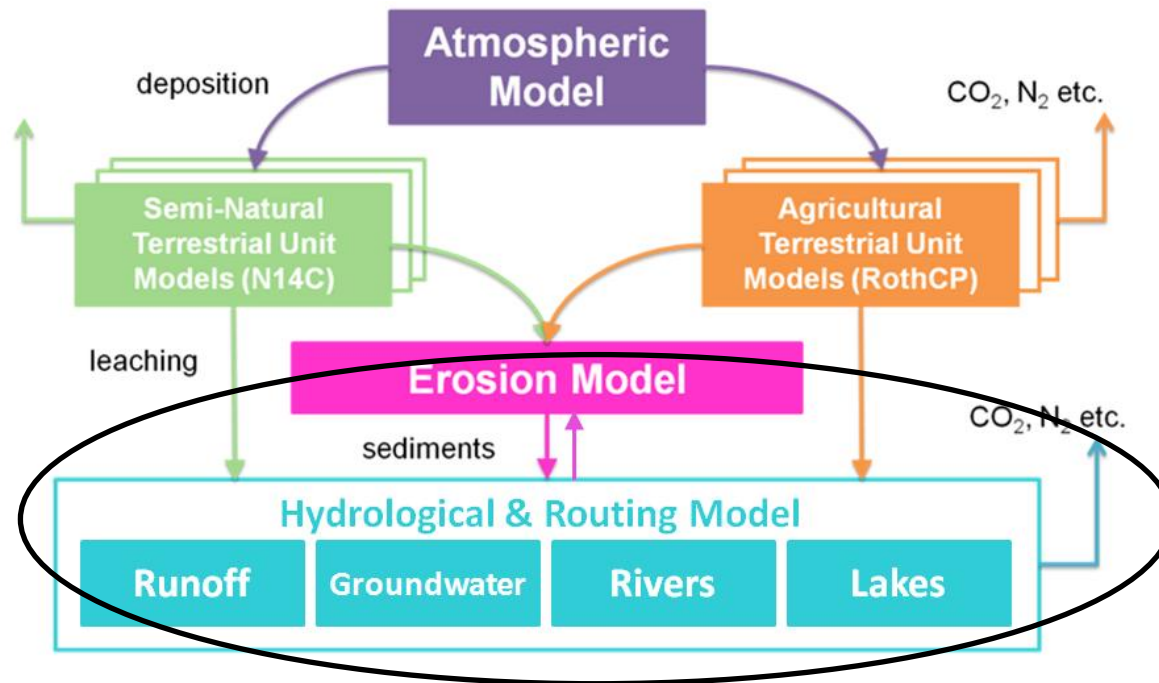 Atmospheric
Model
deposition
CO₂, N₂ etc.
Semi-Natural
Terrestrial Unit
Models (N14C)
Agricultural
Terrestrial Unit
Models (RothCP)
leaching
Erosion Model
CO₂, N₂ etc.
sediments
Hydrological & Routing Model
Runoff
Groundwater
Rivers
Lakes